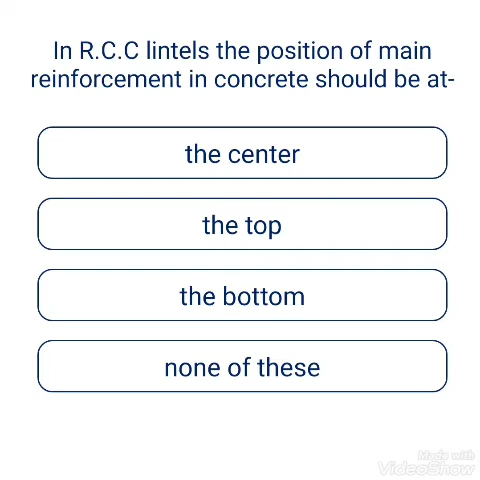 In R.C.C lintels the position of main
reinforcement in concrete should be at-
the center
the top
the bottom
none of these
Made with
VideoShow